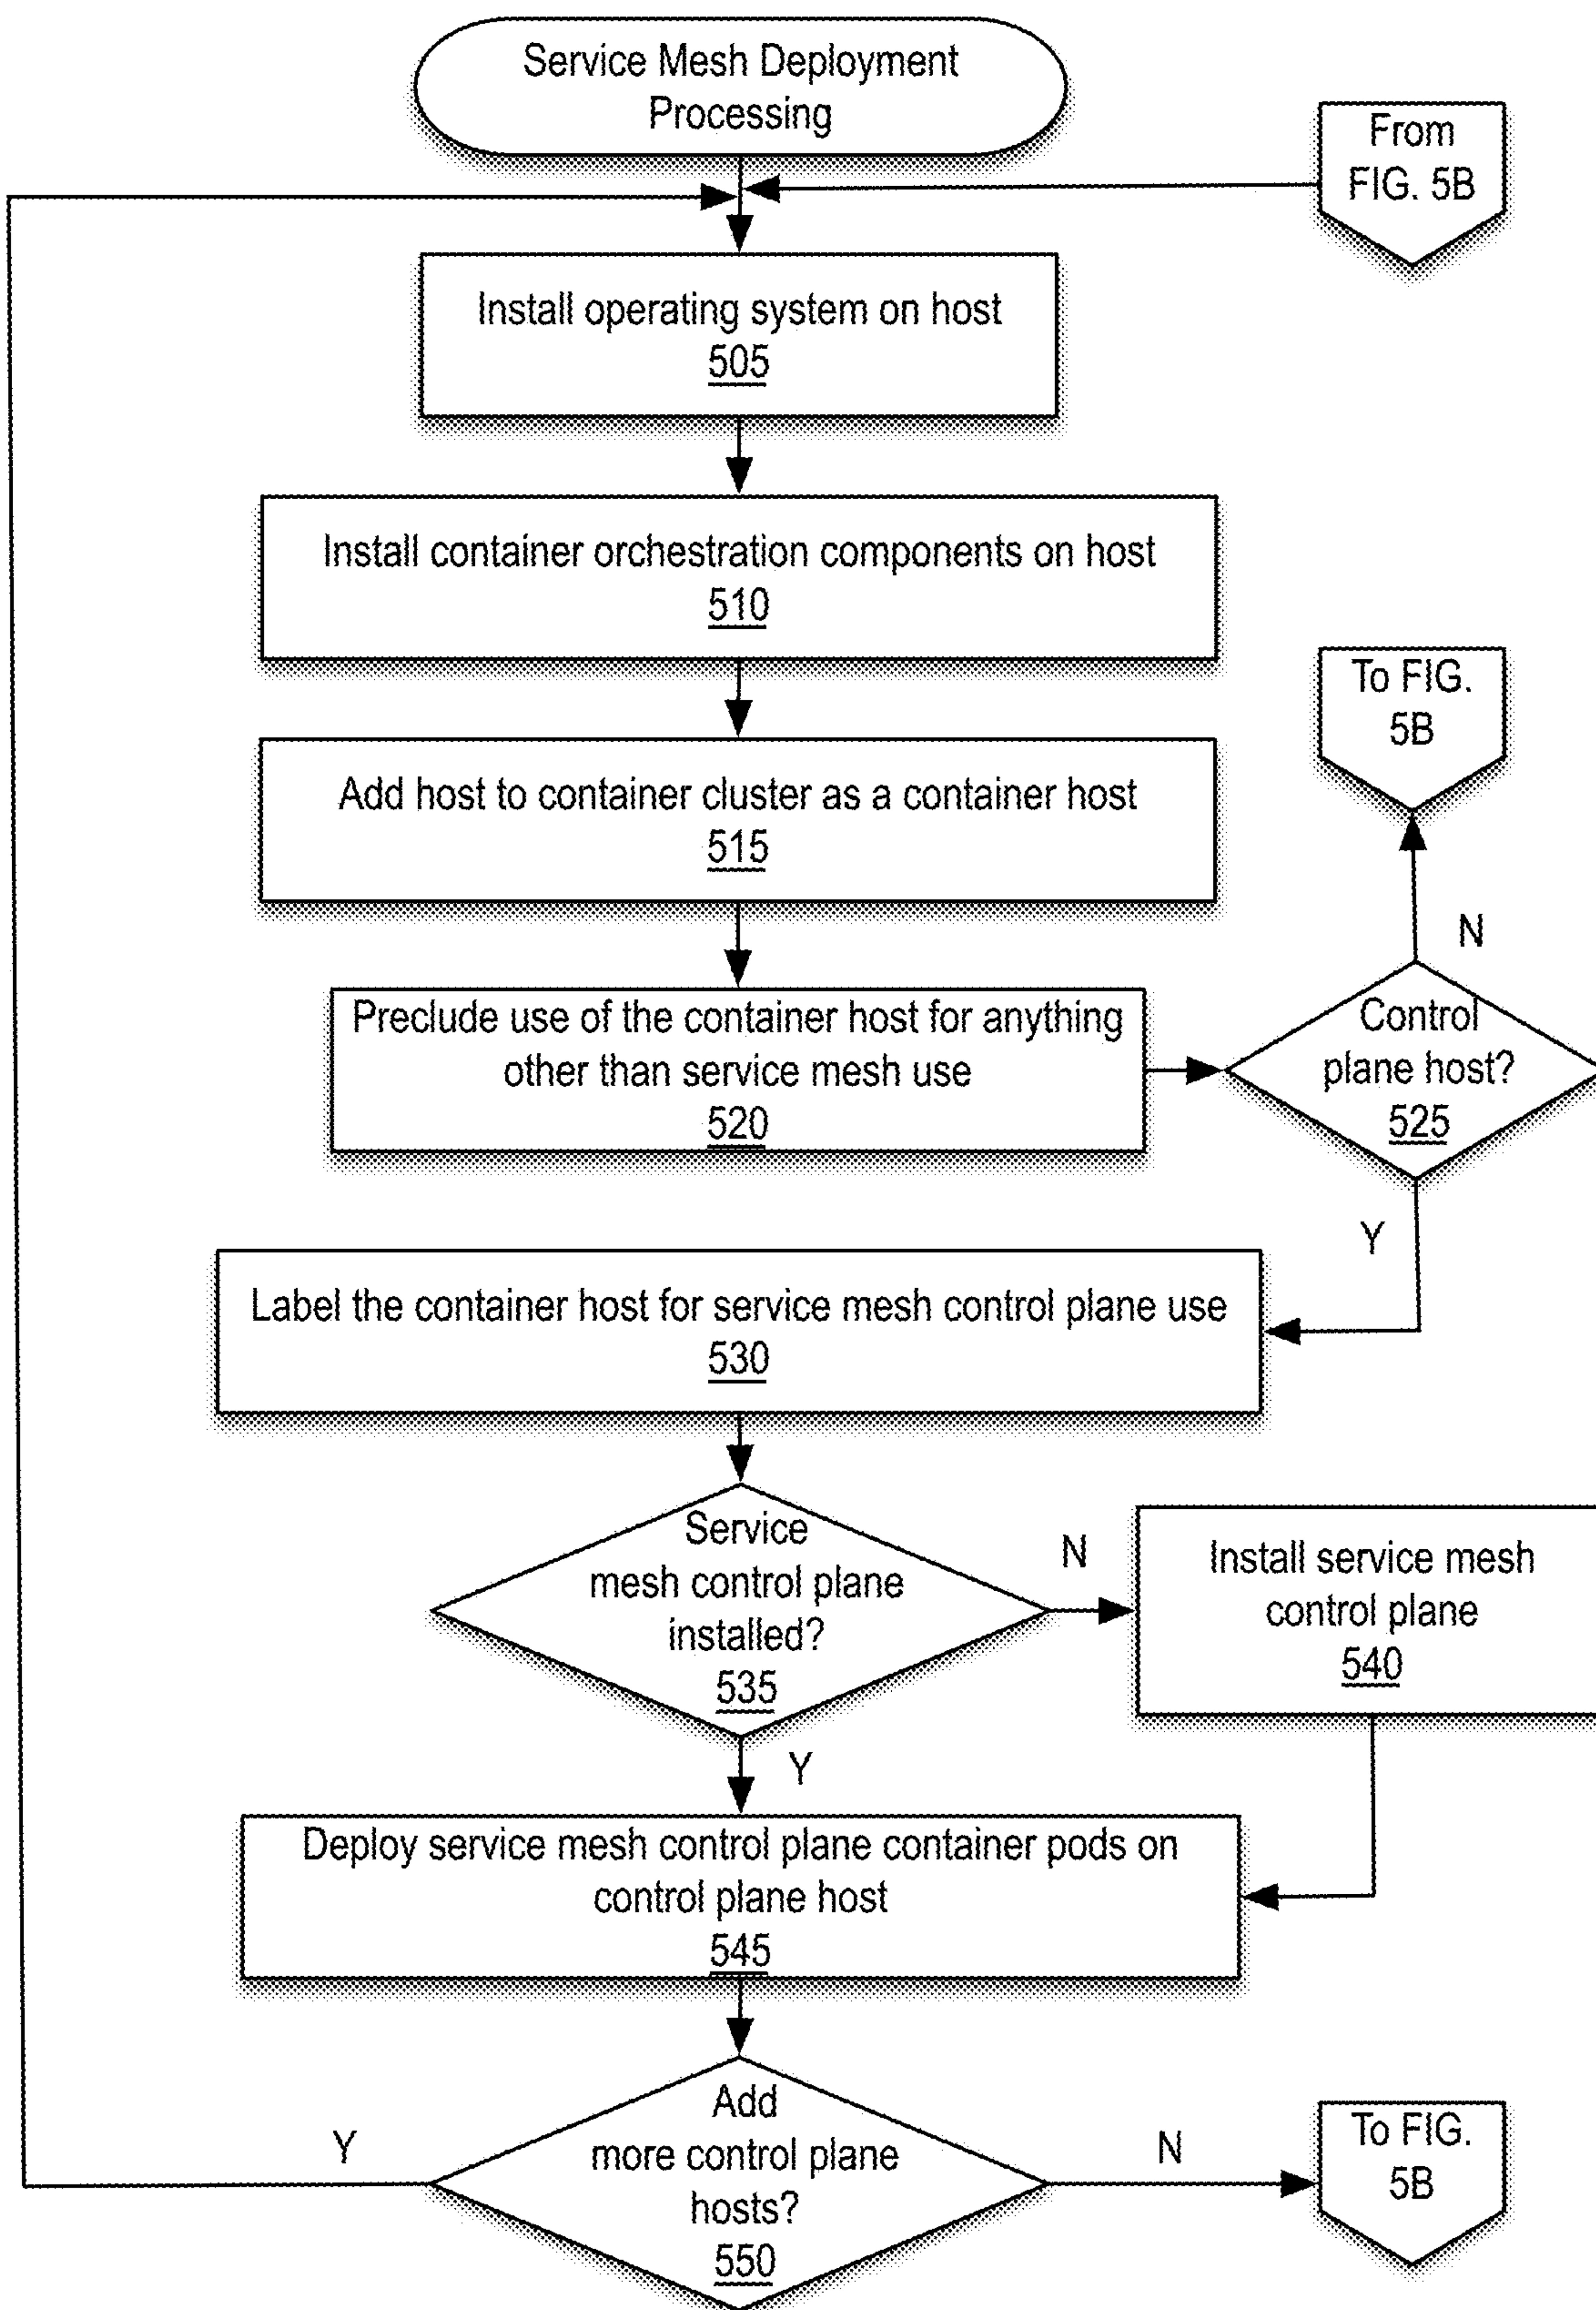 Service Mesh Deployment
Processing
From
FIG. 5B
Install operating system on host
505
Install container orchestration components on host
510
To FIG.
5B
Add host to container cluster as a container host
515
N
Preclude use of the container host for anything
other than service mesh use
520
Control
plane host?
525
Y
Label the container host for service mesh control plane use
530
Service
mesh control plane
installed?
535
N
Install service mesh
control plane
540
Y
Deploy service mesh control plane container pods on
control plane host
545
Y
Add
more control plane
hosts?
550
N
To FIG.
5B